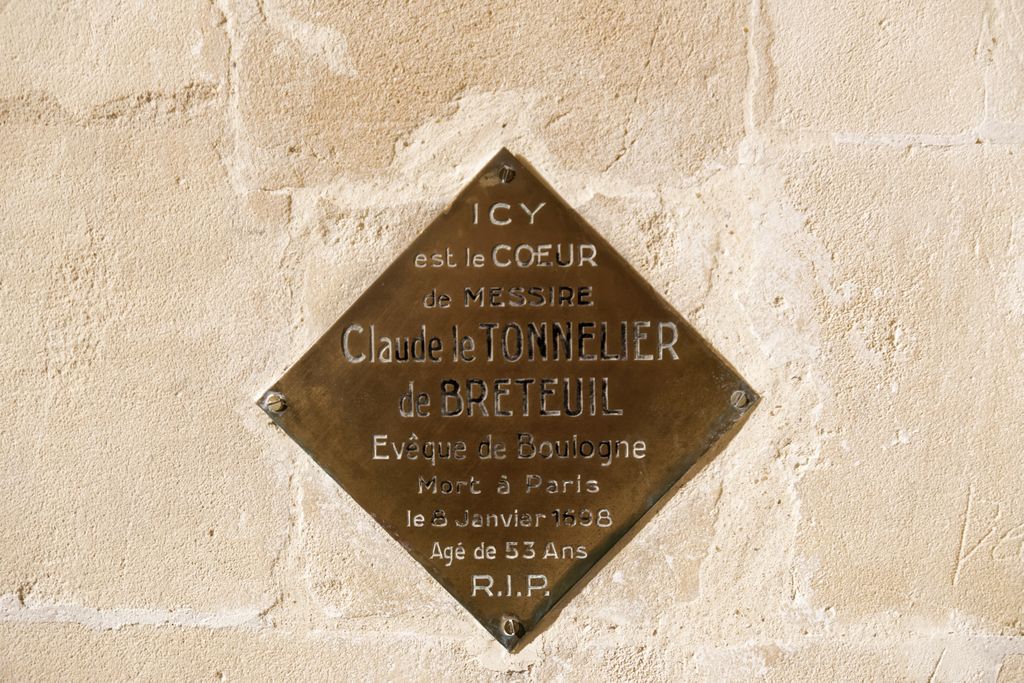 ICY
est le COEUR
de MESSIRE
Claude le TONNELIER
de BRETEUIL
Evêque de Boulogne
Mort à Paris
le 8 Janvier 1698
Agé de 53 Ans
R.I.P.